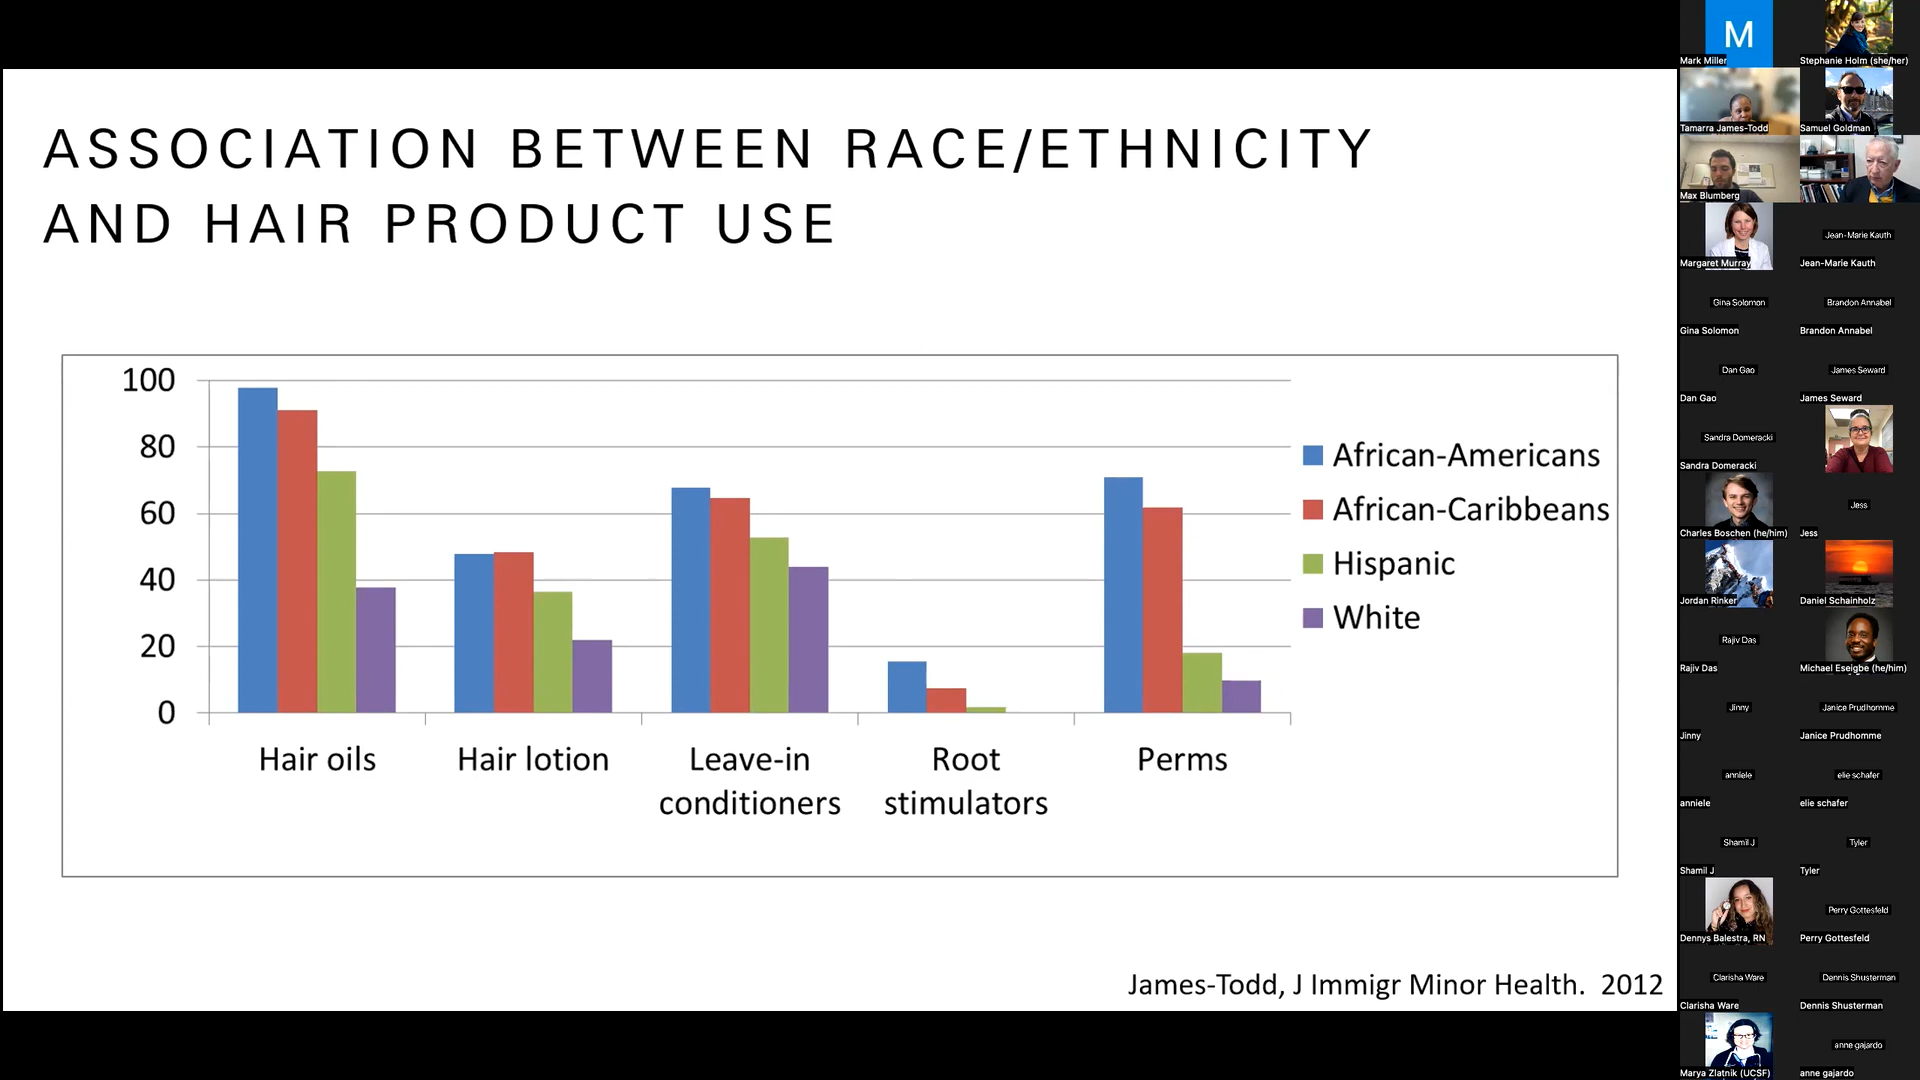 ASSOCIATION BETWEEN RACE/ETHNICITY
AND HAIR PRODUCT USE
100
80
60
40
20
0
Hair oils
Hair lotion
Leave-in
conditioners
Root
stimulators
Perms
African-Americans
African-Caribbeans
Hispanic
White
James-Todd, J Immigr Minor Health. 2012
M
Mark Miller
Stephanie Holm (she/her)
Tamarra James-Todd
Samuel Goldman
Max Blumberg
Margaret Murray
Jean-Marie Kauth
Jean-Marie Kauth
Gina Solomon
Gina Solomon
Brandon Annabel
Brandon Annabel
Dan Gao
Dan Gao
James Seward
James Seward
Sandra Domeracki
Sandra Domeracki
Charles Boschen (he/him)
Jess
Jess
Jordan Rinker
Daniel Schainholz
Rajiv Das
Rajiv Das
Michael Eseigbe (he/him)
Jinny
Jinny
Janice Prudhomme
Janice Prudhomme
anniele
anniele
elie schafer
elie schafer
Shamil J
Shamil J
Tyler
Tyler
Dennys Balestra, RN
Perry Gottesfeld
Perry Gottesfeld
Clarisha Ware
Clarisha Ware
Dennis Shusterman
Dennis Shusterman
Marya Zlatnik (UCSF)
anne gajardo
anne gajardo